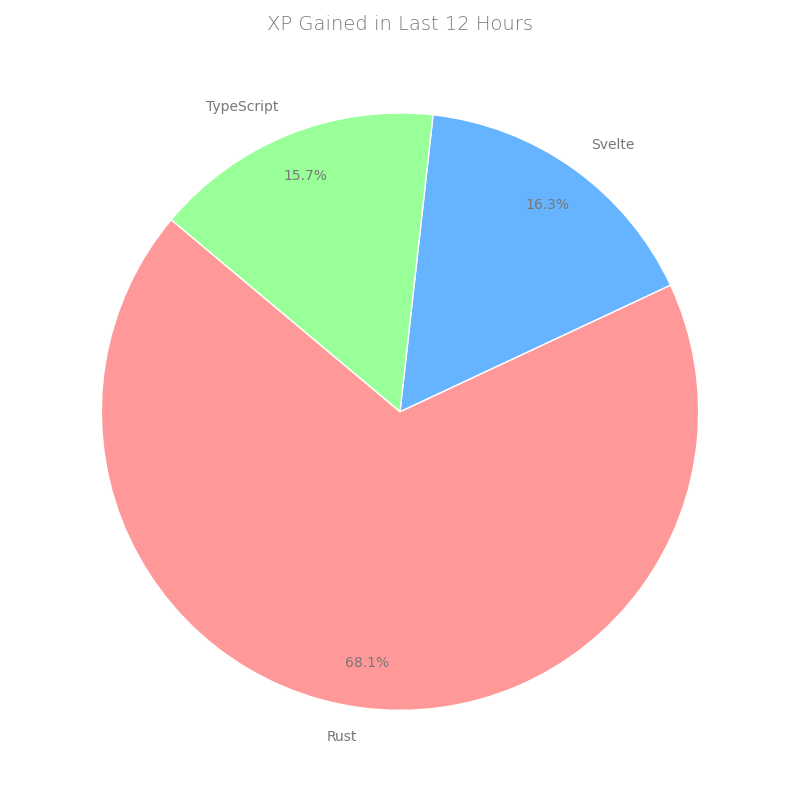 XP Gained in Last 12 Hours
TypeScript
Svelte
15.7%
16.3%
68.1%
Rust